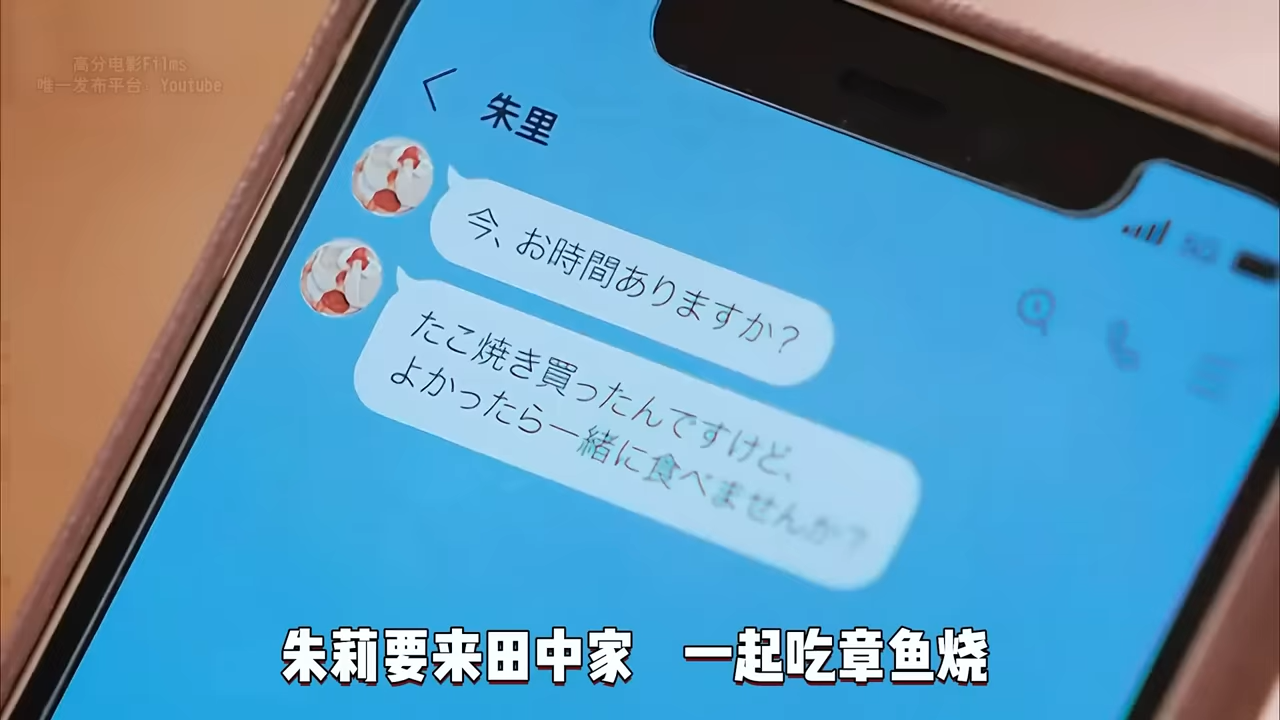 高分电影Films
唯一发布平台 Youtube
朱里
5G
今、お時間ありますか?
たこ焼き買ったんですけど、
よかったら一緒に食べませんか?
朱莉要来田中家 一起吃章鱼烧